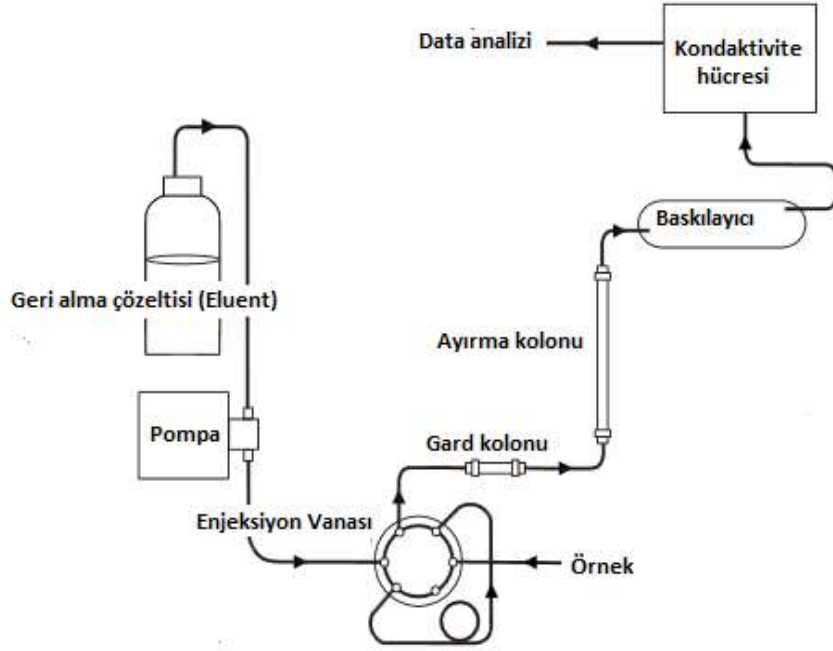 Data analizi
Kondaktivite
hücresi
Baskılayıcı
Geri alma çözeltisi (Eluent)
Ayırma kolonu
Pompa
Gard kolonu
Enjeksiyon Vanası
Örnek